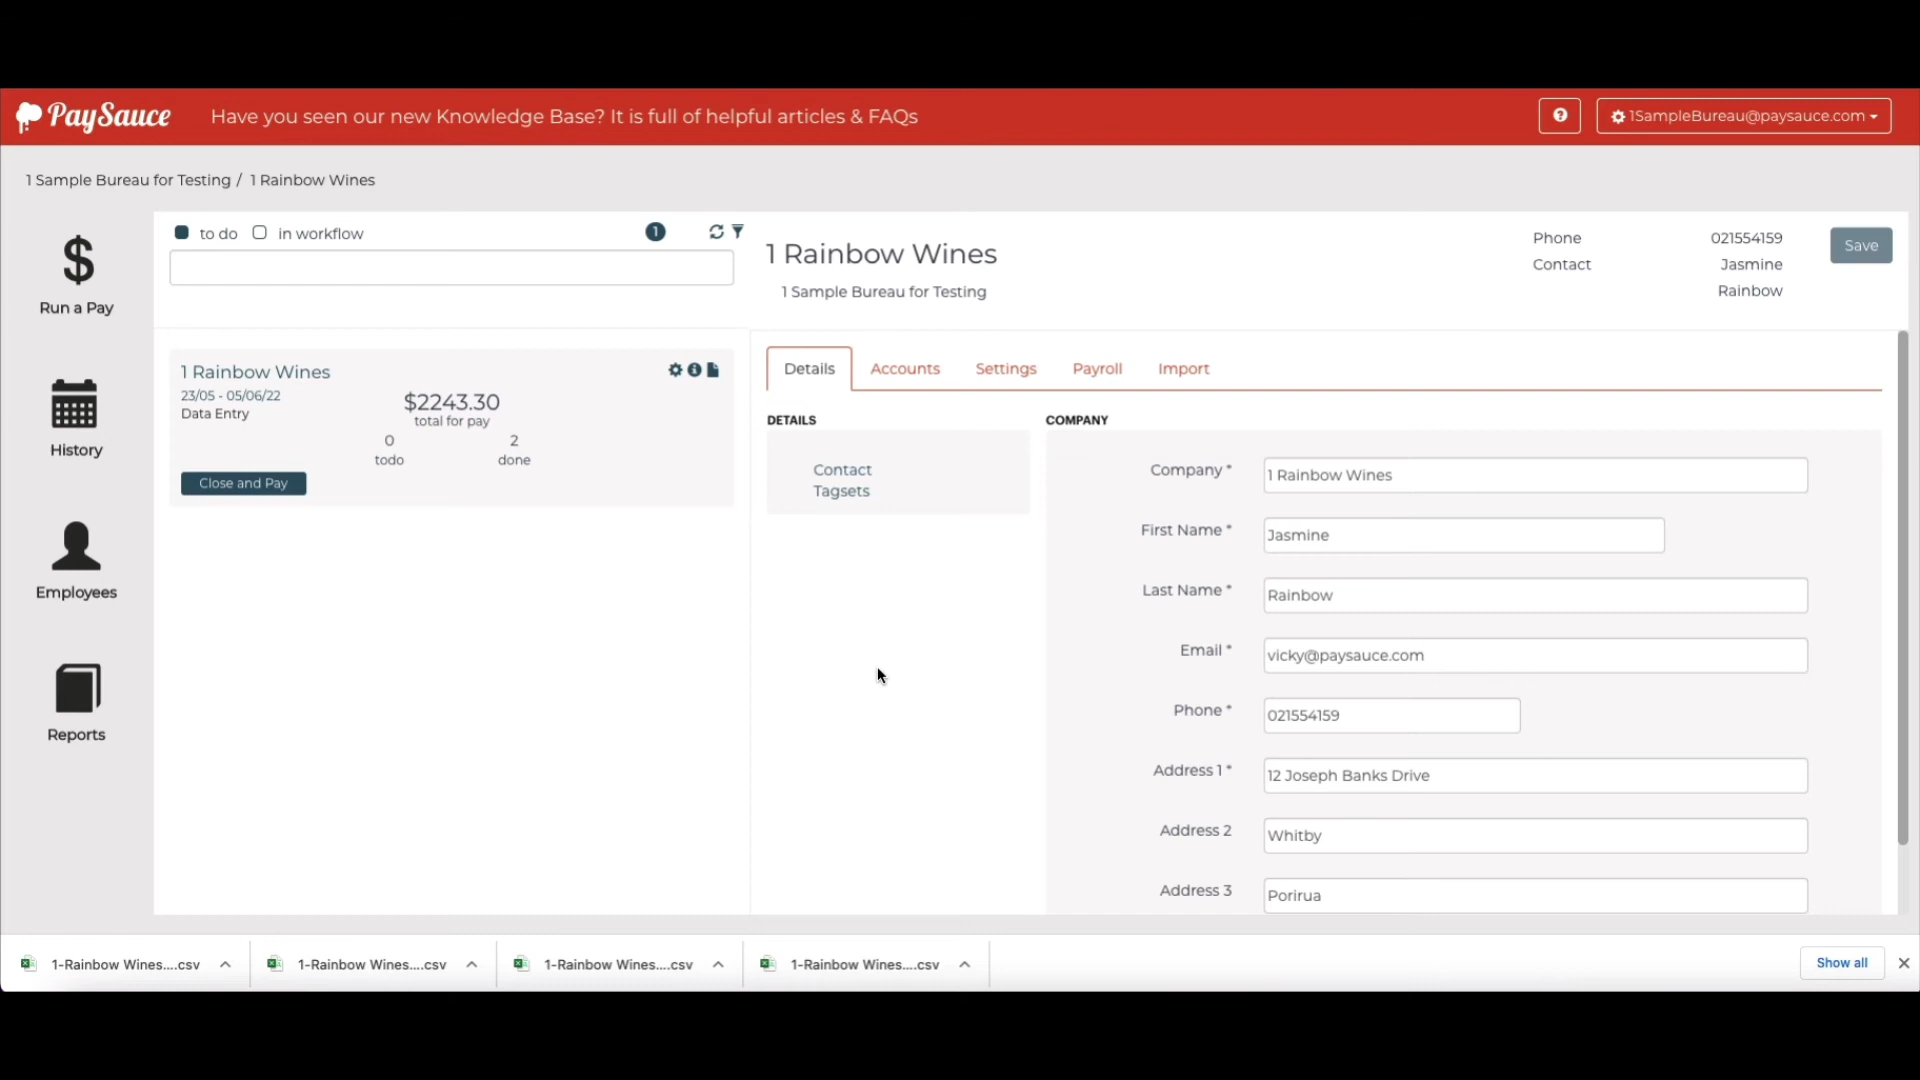 PaySauce
Have you seen our new Knowledge Base? It is full of helpful articles & FAQs
1SampleBureau@paysauce.com
1 Sample Bureau for Testing / 1 Rainbow Wines
Run a Pay
History
Employees
Reports
to do in workflow
1
1 Rainbow Wines
23/05 - 05/06/22
Data Entry
$2243.30
total for pay
0 2
todo done
Close and Pay
1 Rainbow Wines
1 Sample Bureau for Testing
Phone 021554159
Contact Jasmine
Rainbow
Save
Details Accounts Settings Payroll Import
DETAILS
Contact
Tagsets
COMPANY
Company * 1 Rainbow Wines
First Name * Jasmine
Last Name * Rainbow
Email * vicky@paysauce.com
Phone * 021554159
Address 1 * 12 Joseph Banks Drive
Address 2 Whitby
Address 3 Porirua
1-Rainbow Wines....csv 1-Rainbow Wines....csv 1-Rainbow Wines....csv 1-Rainbow Wines....csv Show all